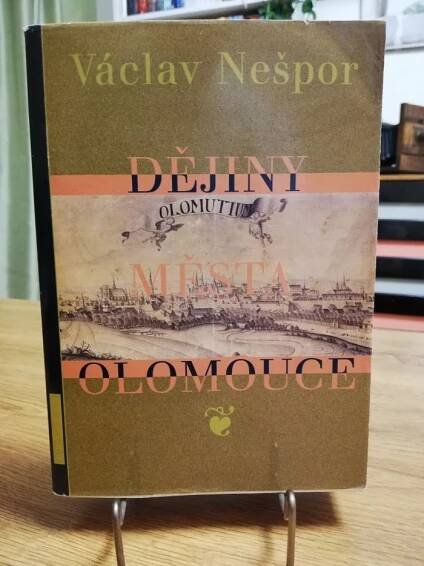 Václav Nešpor
DĚJINY
OLOMUTIUM
MĚSTA
OLOMOUCE